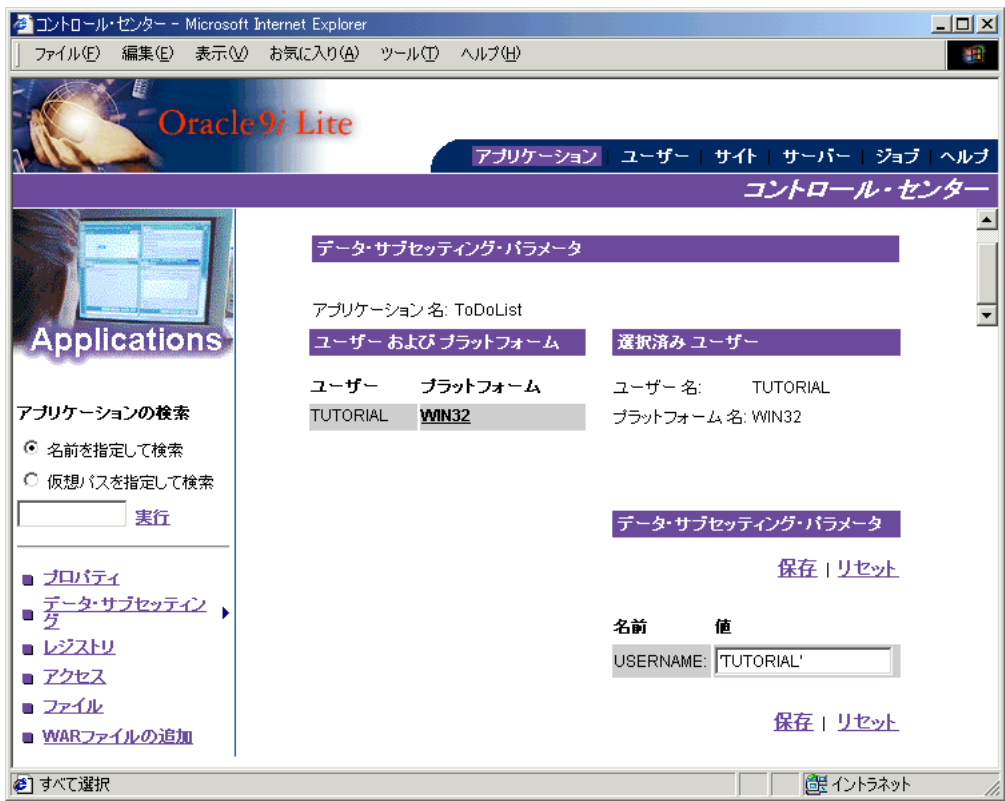 コントロール・センター - Microsoft Internet Explorer
ファイル(F) 編集(E) 表示(V) お気に入り(A) ツール(T) ヘルプ(H)
Oracle9i Lite
アプリケーション ユーザー サイト サーバー ジョブ ヘルプ
コントロール・センター
Applications
アプリケーションの検索
名前を指定して検索
仮想パスを指定して検索
実行
プロパティ
データ・サブセッティン
グ
レジストリ
アクセス
ファイル
WARファイルの追加
データ・サブセッティング・パラメータ
アプリケーション 名: ToDoList
ユーザー および プラットフォーム
ユーザー プラットフォーム
TUTORIAL WIN32
選択済み ユーザー
ユーザー 名: TUTORIAL
プラットフォーム 名: WIN32
データ・サブセッティング・パラメータ
保存 | リセット
名前 値
USERNAME: 'TUTORIAL'
保存 | リセット
すべて選択
イントラネット